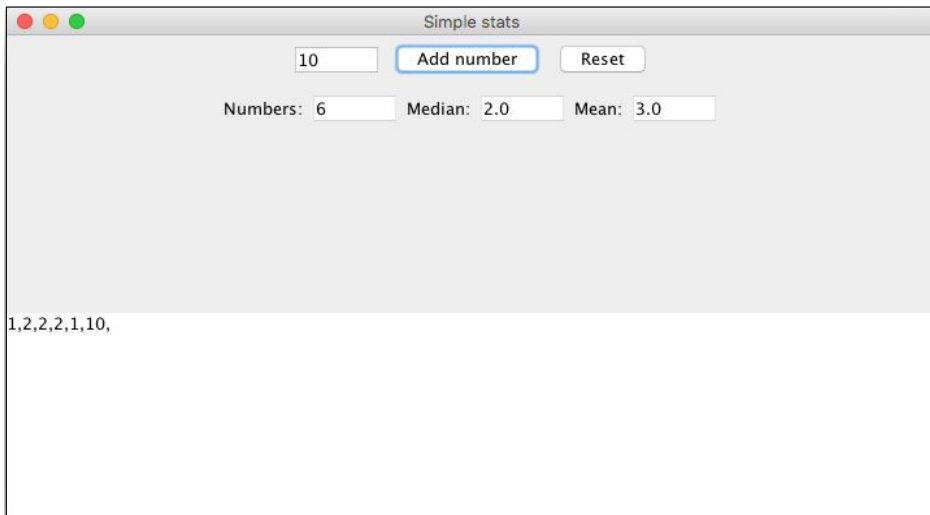 Simple stats
10 Add number Reset
Numbers: 6 Median: 2.0 Mean: 3.0
1,2,2,2,1,10,